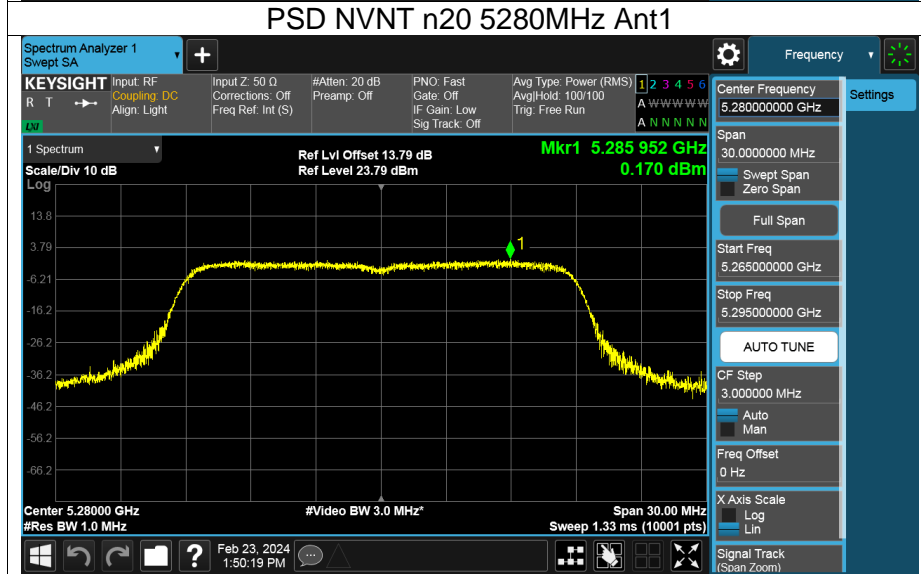 PSD NVNT n20 5280MHz Ant1
Spectrum Analyzer 1
Swept SA
+
Frequency
KEYSIGHT
R T
LXI
Input: RF
Coupling: DC
Align: Light
Input Z: 50 Ω
Corrections: Off
Freq Ref: Int (S)
#Atten: 20 dB
Preamp: Off
PNO: Fast
Gate: Off
IF Gain: Low
Sig Track: Off
Avg Type: Power (RMS)
Avg|Hold: 100/100
Trig: Free Run
1 2 3 4 5 6
A W W W W W
A N N N N N
1 Spectrum
Scale/Div 10 dB
Ref Lvl Offset 13.79 dB
Ref Level 23.79 dBm
Mkr1 5.285 952 GHz
0.170 dBm
Log
13.8
3.79
-6.21
-16.2
-26.2
-36.2
-46.2
-56.2
-66.2
1
Center 5.28000 GHz
#Res BW 1.0 MHz
#Video BW 3.0 MHz*
Span 30.00 MHz
Sweep 1.33 ms (10001 pts)
Center Frequency
5.280000000 GHz
Settings
Span
30.0000000 MHz
Swept Span
Zero Span
Full Span
Start Freq
5.265000000 GHz
Stop Freq
5.295000000 GHz
AUTO TUNE
CF Step
3.000000 MHz
Auto
Man
Freq Offset
0 Hz
X Axis Scale
Log
Lin
Signal Track
(Span Zoom)
?
Feb 23, 2024
1:50:19 PM